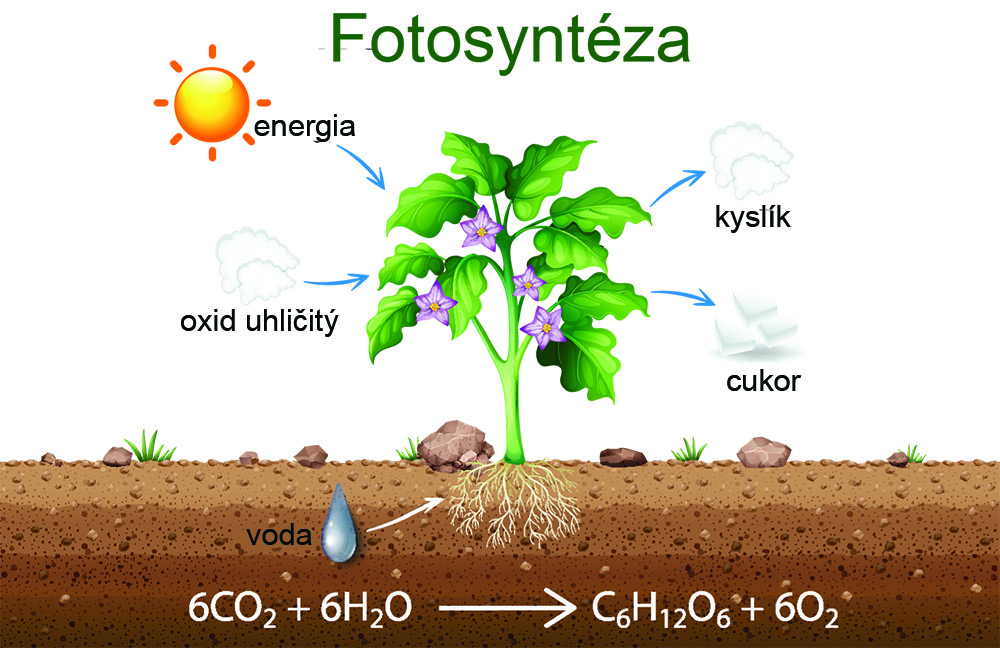 Fotosyntéza
energia
kyslík
oxid uhličitý
cukor
voda
6CO₂ + 6H₂O ⟶ C₆H₁₂O₆ + 6O₂